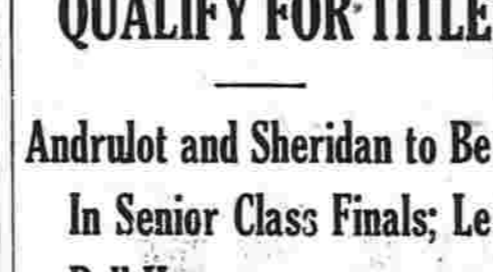 QUALIFY FOR TITLE
Andrulot and Sheridan to Be
In Senior Class Finals; Le